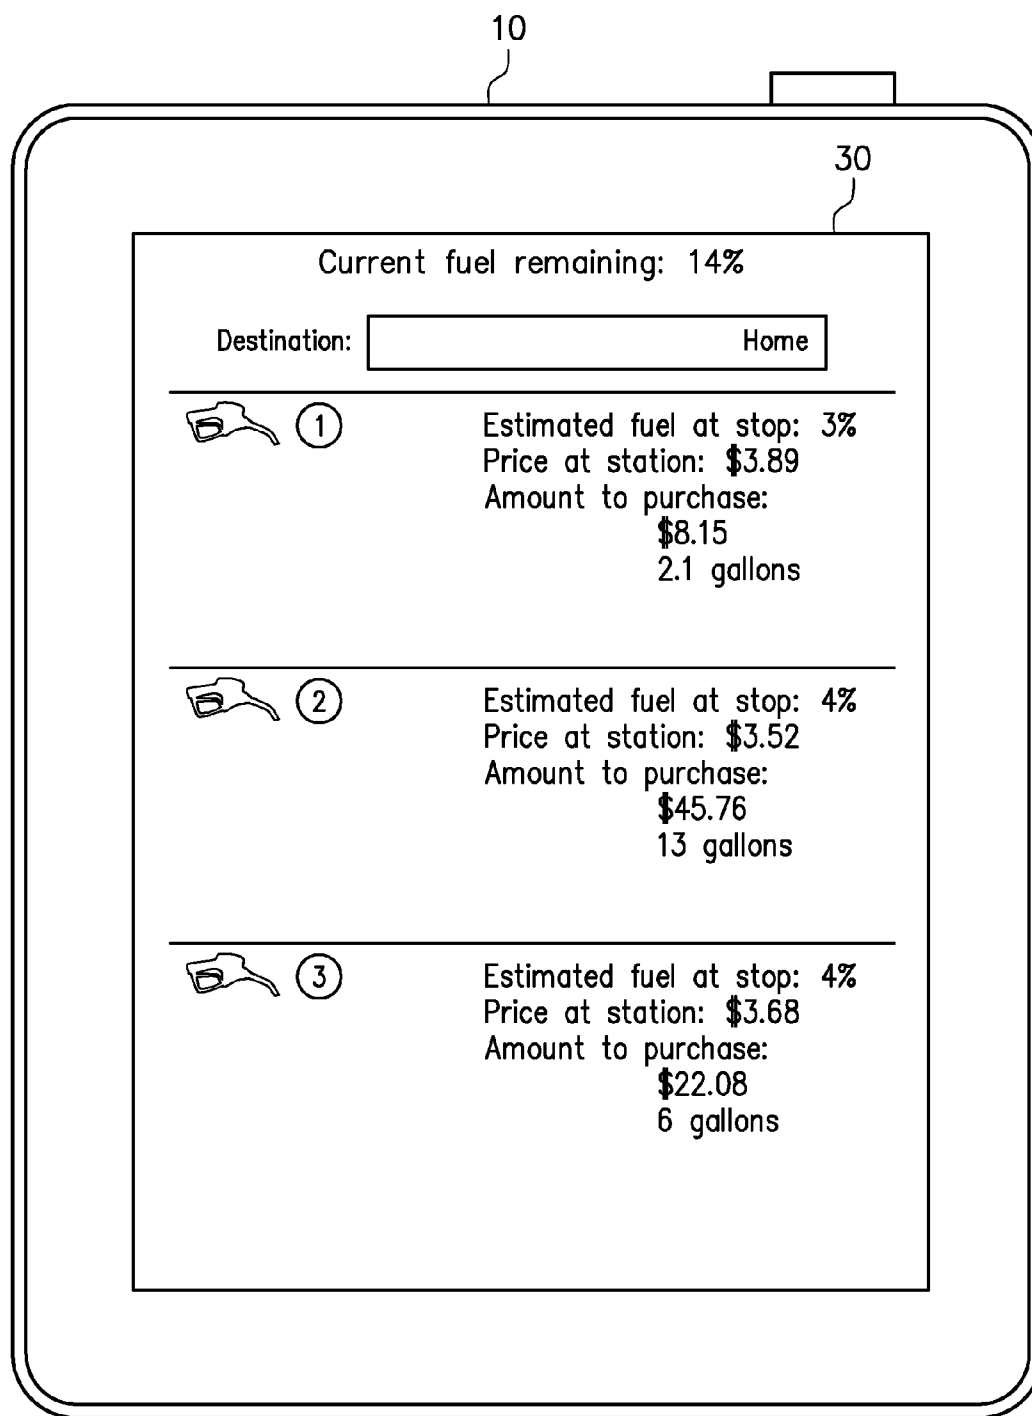 10
30
Current fuel remaining: 14%
Destination: Home
1 Estimated fuel at stop: 3%
Price at station: $3.89
Amount to purchase:
$8.15
2.1 gallons
2 Estimated fuel at stop: 4%
Price at station: $3.52
Amount to purchase:
$45.76
13 gallons
3 Estimated fuel at stop: 4%
Price at station: $3.68
Amount to purchase:
$22.08
6 gallons